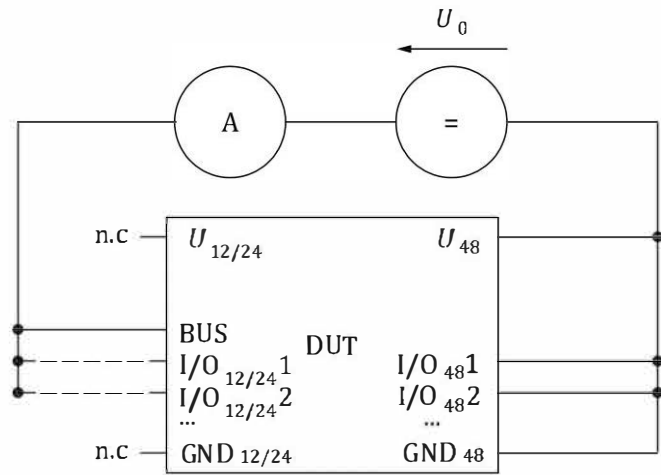 U₀
A
=
n.c
U₁₂/₂₄
U₄₈
BUS
DUT
I/O₁₂/₂₄1
I/O₄₈1
I/O₁₂/₂₄2
I/O₄₈2
...
...
n.c
GND₁₂/₂₄
GND₄₈